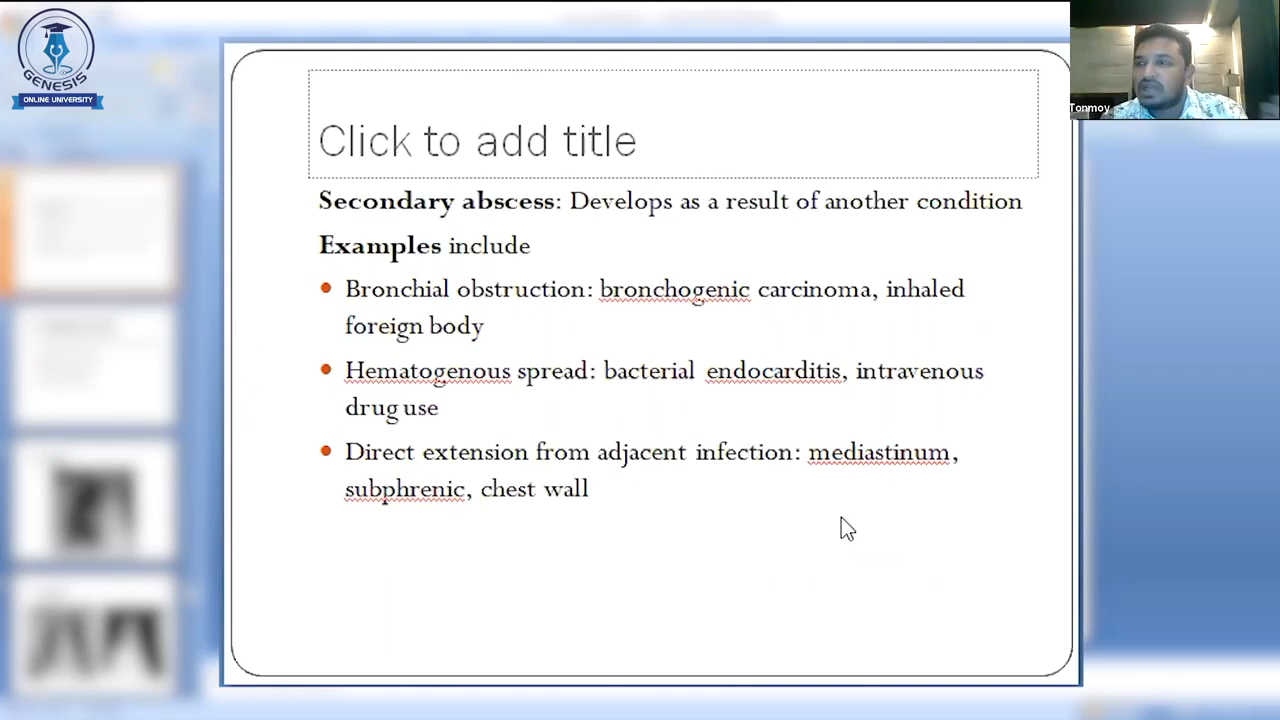 GENESIS
ONLINE UNIVERSITY
Tonmoy
Click to add title
Secondary abscess: Develops as a result of another condition
Examples include
Bronchial obstruction: bronchogenic carcinoma, inhaled
foreign body
Hematogenous spread: bacterial endocarditis, intravenous
drug use
Direct extension from adjacent infection: mediastinum,
subphrenic, chest wall